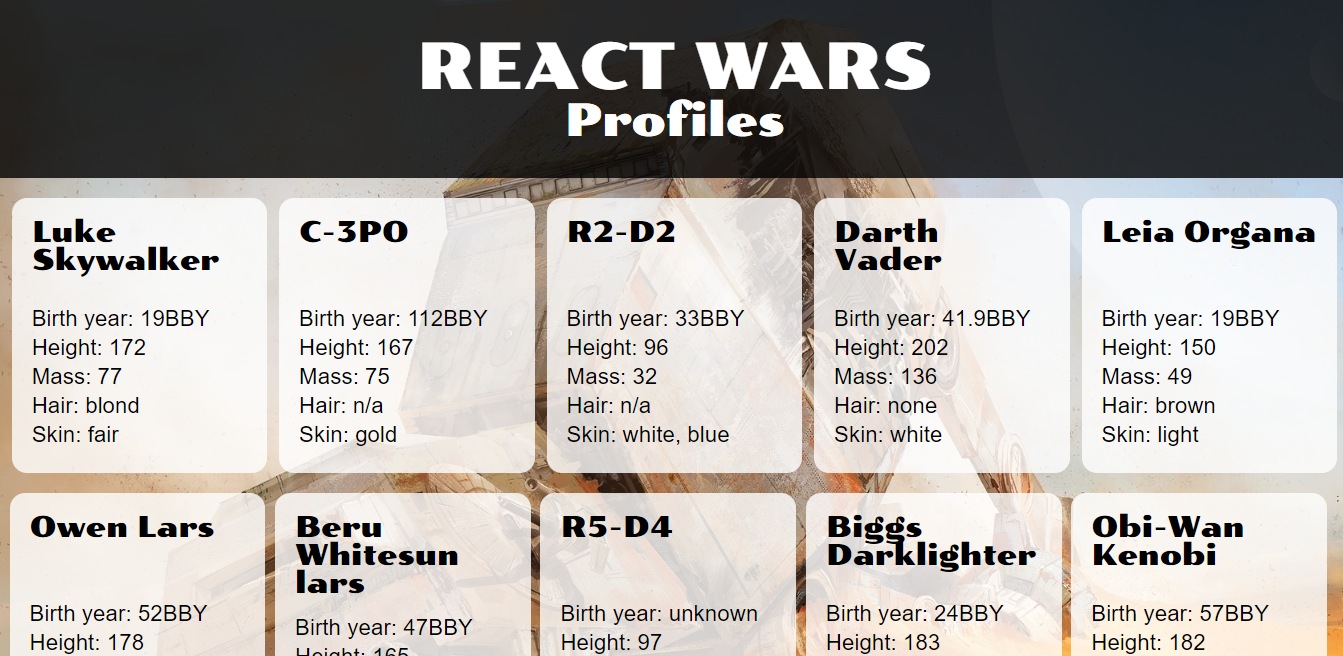 REACT WARS
Profiles
Luke
Skywalker
Birth year: 19BBY
Height: 172
Mass: 77
Hair: blond
Skin: fair
C-3PO
Birth year: 112BBY
Height: 167
Mass: 75
Hair: n/a
Skin: gold
R2-D2
Birth year: 33BBY
Height: 96
Mass: 32
Hair: n/a
Skin: white, blue
Darth
Vader
Birth year: 41.9BBY
Height: 202
Mass: 136
Hair: none
Skin: white
Leia Organa
Birth year: 19BBY
Height: 150
Mass: 49
Hair: brown
Skin: light
Owen Lars
Birth year: 52BBY
Height: 178
Beru
Whitesun
lars
Birth year: 47BBY
Height: 165
R5-D4
Birth year: unknown
Height: 97
Biggs
Darklighter
Birth year: 24BBY
Height: 183
Obi-Wan
Kenobi
Birth year: 57BBY
Height: 182